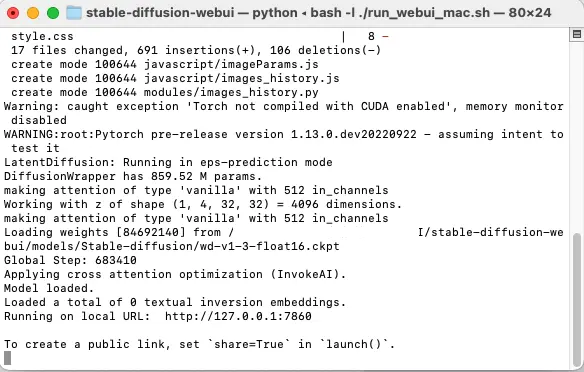 stable-diffusion-webui — python ◂ bash -l ./run_webui_mac.sh — 80×24
style.css | 8 −
17 files changed, 691 insertions(+), 106 deletions(−)
create mode 100644 javascript/imageParams.js
create mode 100644 javascript/images_history.js
create mode 100644 modules/images_history.py
Warning: caught exception 'Torch not compiled with CUDA enabled', memory monitor
disabled
WARNING:root:Pytorch pre-release version 1.13.0.dev20220922 − assuming intent to
test it
LatentDiffusion: Running in eps-prediction mode
DiffusionWrapper has 859.52 M params.
making attention of type 'vanilla' with 512 in_channels
Working with z of shape (1, 4, 32, 32) = 4096 dimensions.
making attention of type 'vanilla' with 512 in_channels
Loading weights [84692140] from / I/stable-diffusion-we
bui/models/Stable-diffusion/wd-v1-3-float16.ckpt
Global Step: 683410
Applying cross attention optimization (InvokeAI).
Model loaded.
Loaded a total of 0 textual inversion embeddings.
Running on local URL:  http://127.0.0.1:7860
To create a public link, set `share=True` in `launch()`.